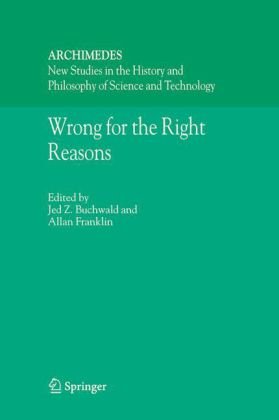 ARCHIMEDES
New Studies in the History and
Philosophy of Science and Technology
Wrong for the Right
Reasons
Edited by
Jed Z. Buchwald and
Allan Franklin
Springer